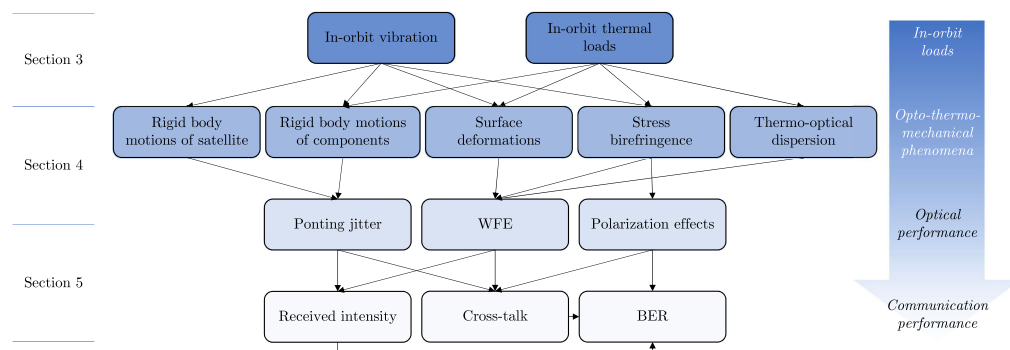 In-orbit vibration
In-orbit thermal
loads
In-orbit
loads
Section 3
Rigid body
motions of satellite
Rigid body motions
of components
Surface
deformations
Stress
birefringence
Thermo-optical
dispersion
Opto-thermo-
mechanical
phenomena
Section 4
Ponting jitter
WFE
Polarization effects
Optical
performance
Section 5
Received intensity
Cross-talk
BER
Communication
performance